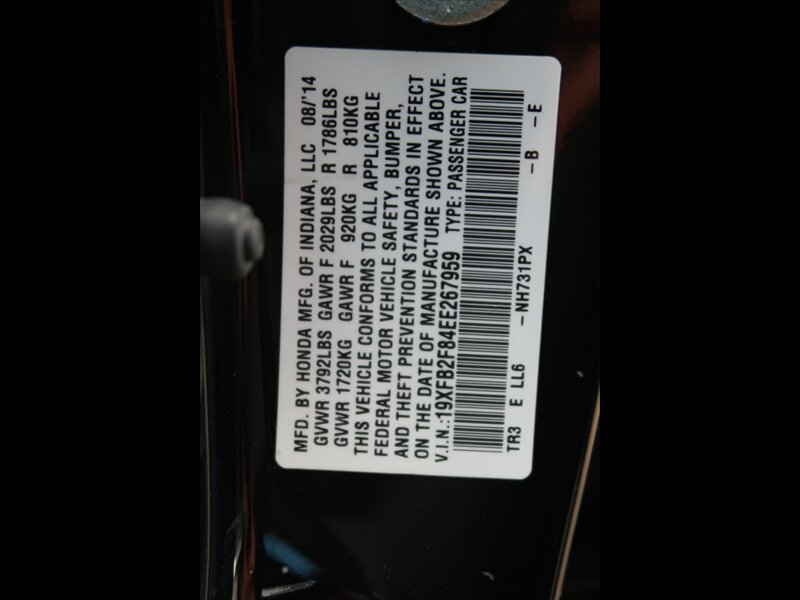 MFD. BY HONDA MFG. OF INDIANA, LLC 08/'14
GVWR 3792LBS GAWR F 2029LBS R 1786LBS
GVWR 1720KG GAWR F 920KG R 810KG
THIS VEHICLE CONFORMS TO ALL APPLICABLE
FEDERAL MOTOR VEHICLE SAFETY, BUMPER,
AND THEFT PREVENTION STANDARDS IN EFFECT
ON THE DATE OF MANUFACTURE SHOWN ABOVE.
V.I.N.:19XFB2F84EE267959 TYPE: PASSENGER CAR
TR3 E LL6 -NH731PX -B -E